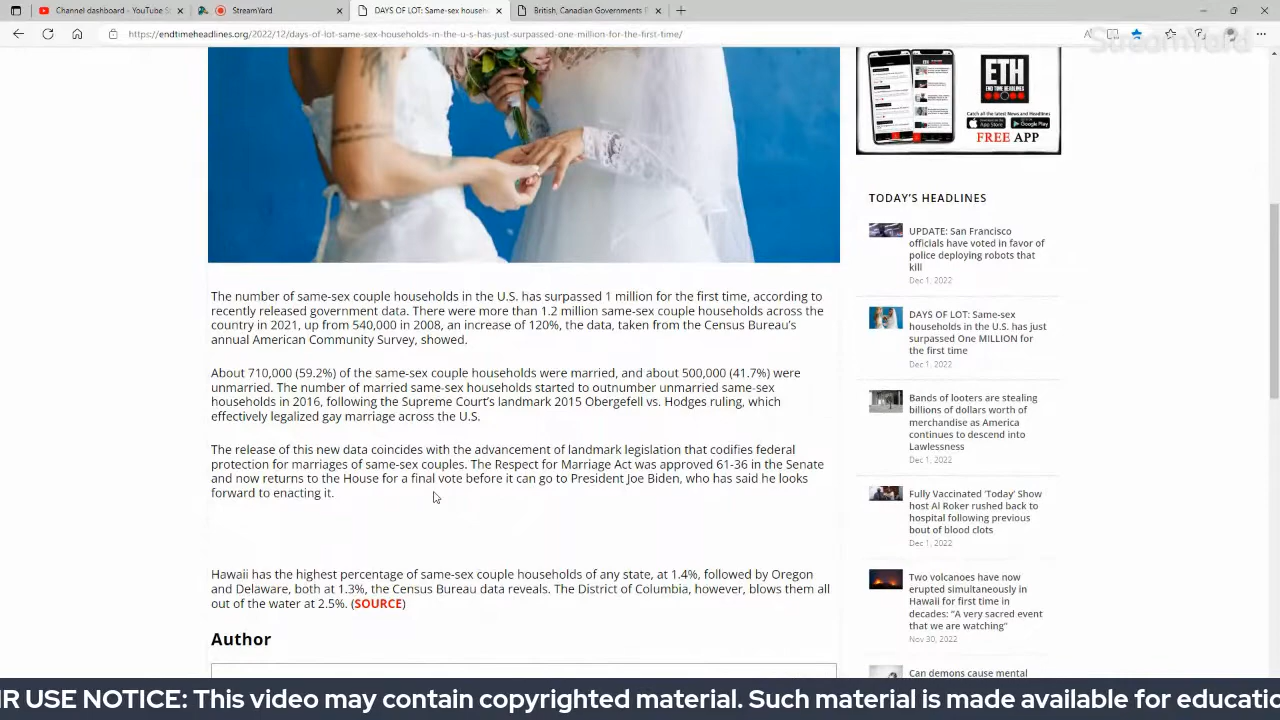 Channel dashboard - YouTube S
StreamYard
DAYS OF LOT: Same-sex househ
British, Canadian Governments B
https://endtimeheadlines.org/2022/12/days-of-lot-same-sex-households-in-the-u-s-has-just-surpassed-one-million-for-the-first-time/
StreamYard
ETH
END TIME HEADLINES
Catch all the latest News and Headlines
App Store
Google Play
FREE APP
TODAY'S HEADLINES
UPDATE: San Francisco
officials have voted in favor of
police deploying robots that
kill
Dec 1, 2022
DAYS OF LOT: Same-sex
households in the U.S. has just
surpassed One MILLION for
the first time
Dec 1, 2022
Bands of looters are stealing
billions of dollars worth of
merchandise as America
continues to descend into
Lawlessness
Dec 1, 2022
Fully Vaccinated 'Today' Show
host Al Roker rushed back to
hospital following previous
bout of blood clots
Dec 1, 2022
Two volcanoes have now
erupted simultaneously in
Hawaii for first time in
decades: "A very sacred event
that we are watching"
Nov 30, 2022
Can demons cause mental
The number of same-sex couple households in the U.S. has surpassed 1 million for the first time, according to
recently released government data. There were more than 1.2 million same-sex couple households across the
country in 2021, up from 540,000 in 2008, an increase of 120%, the data, taken from the Census Bureau's
annual American Community Survey, showed.
About 710,000 (59.2%) of the same-sex couple households were married, and about 500,000 (41.7%) were
unmarried. The number of married same-sex households started to outnumber unmarried same-sex
households in 2016, following the Supreme Court's landmark 2015 Obergefell vs. Hodges ruling, which
effectively legalized gay marriage across the U.S.
The release of this new data coincides with the advancement of landmark legislation that codifies federal
protection for marriages of same-sex couples. The Respect for Marriage Act was approved 61-36 in the Senate
and now returns to the House for a final vote before it can go to President Joe Biden, who has said he looks
forward to enacting it.
Hawaii has the highest percentage of same-sex couple households of any state, at 1.4%, followed by Oregon
and Delaware, both at 1.3%, the Census Bureau data reveals. The District of Columbia, however, blows them all
out of the water at 2.5%. (SOURCE)
Author
IR USE NOTICE: This video may contain copyrighted material. Such material is made available for educatio